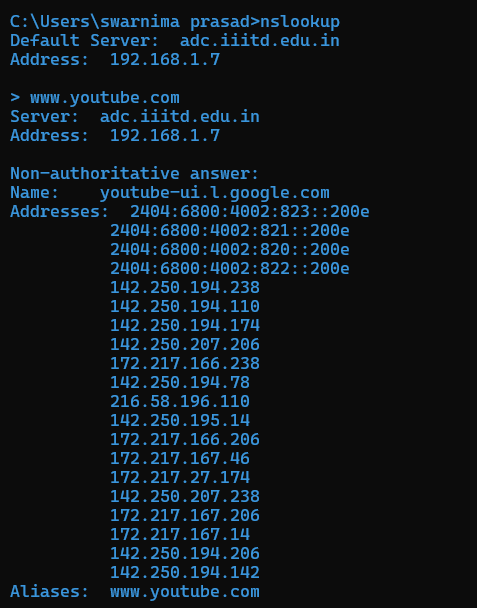 C:\Users\swarnima prasad>nslookup
Default Server:  adc.iiitd.edu.in
Address:  192.168.1.7

> www.youtube.com
Server:  adc.iiitd.edu.in
Address:  192.168.1.7

Non-authoritative answer:
Name:    youtube-ui.l.google.com
Addresses:  2404:6800:4002:823::200e
          2404:6800:4002:821::200e
          2404:6800:4002:820::200e
          2404:6800:4002:822::200e
          142.250.194.238
          142.250.194.110
          142.250.194.174
          142.250.207.206
          172.217.166.238
          142.250.194.78
          216.58.196.110
          142.250.195.14
          172.217.166.206
          172.217.167.46
          172.217.27.174
          142.250.207.238
          172.217.167.206
          172.217.167.14
          142.250.194.206
          142.250.194.142
Aliases:  www.youtube.com